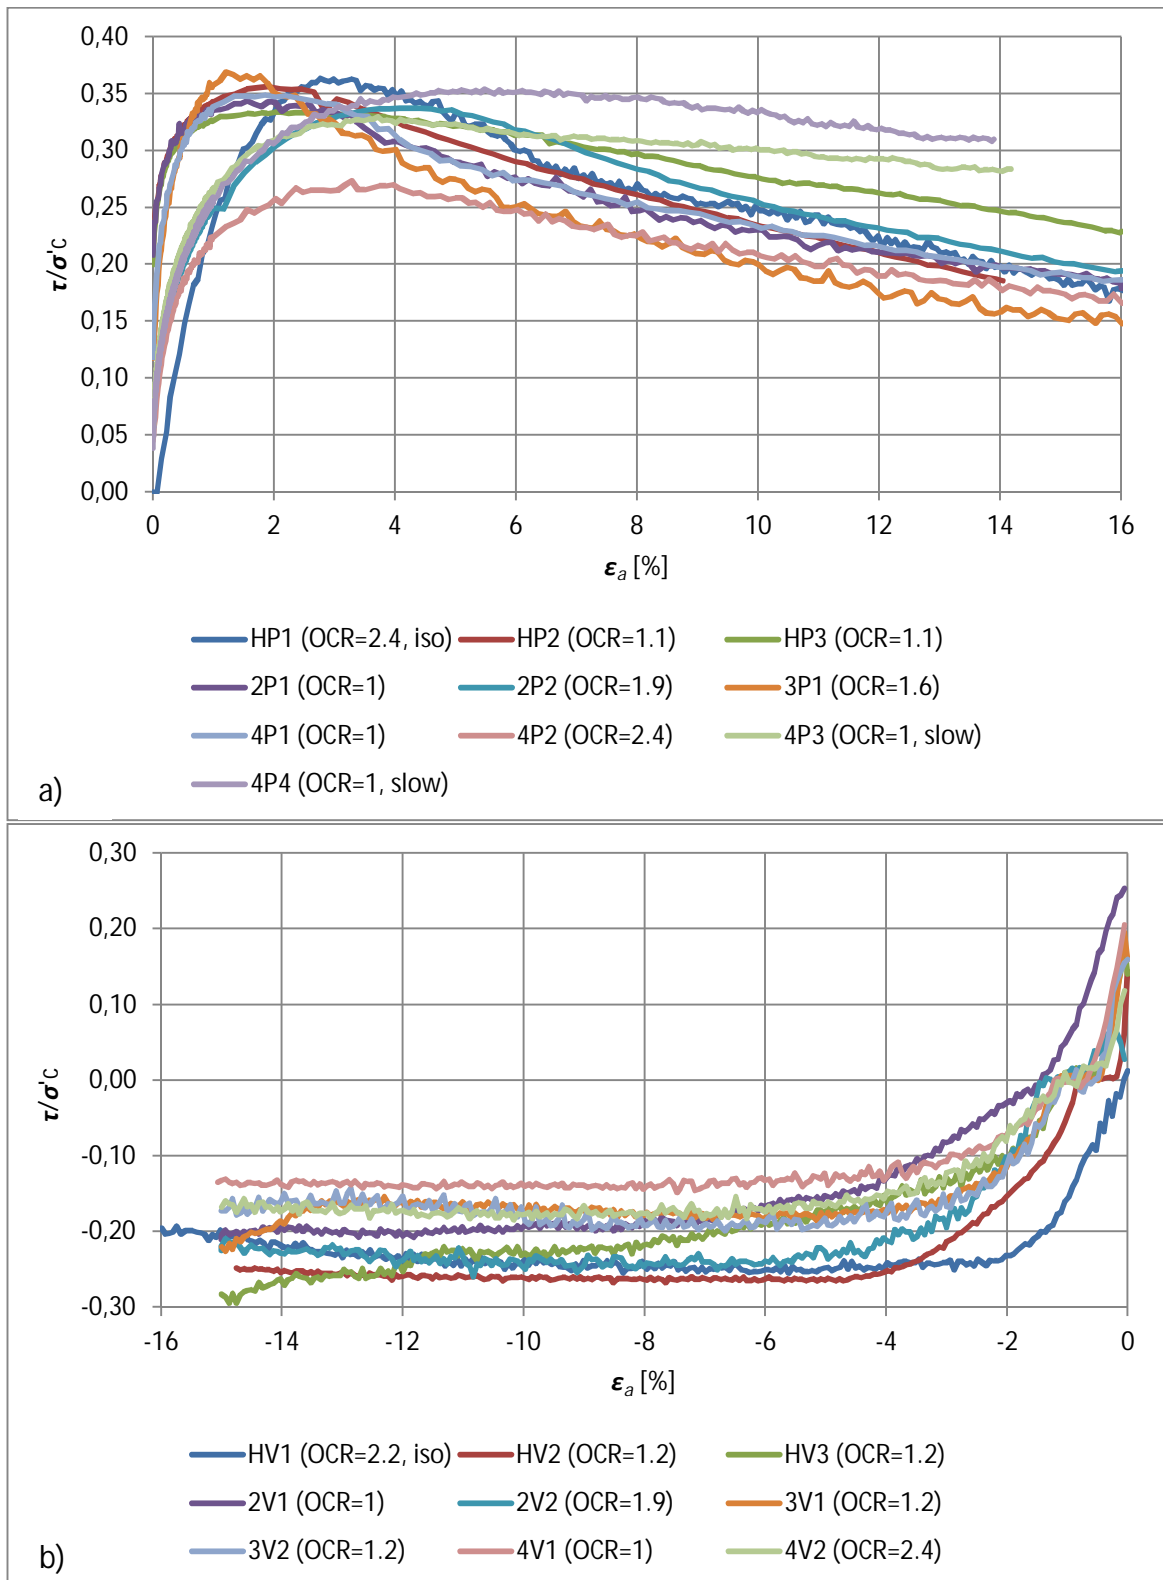 0,40
0,35
0,30
0,25
0,20
0,15
0,10
0,05
0,00
τ/σ'c
0 2 4 6 8 10 12 14 16
εa [%]
HP1 (OCR=2.4, iso) HP2 (OCR=1.1) HP3 (OCR=1.1)
2P1 (OCR=1) 2P2 (OCR=1.9) 3P1 (OCR=1.6)
4P1 (OCR=1) 4P2 (OCR=2.4) 4P3 (OCR=1, slow)
4P4 (OCR=1, slow)
a)
0,30
0,20
0,10
0,00
-0,10
-0,20
-0,30
τ/σ'c
-16 -14 -12 -10 -8 -6 -4 -2 0
εa [%]
HV1 (OCR=2.2, iso) HV2 (OCR=1.2) HV3 (OCR=1.2)
2V1 (OCR=1) 2V2 (OCR=1.9) 3V1 (OCR=1.2)
3V2 (OCR=1.2) 4V1 (OCR=1) 4V2 (OCR=2.4)
b)